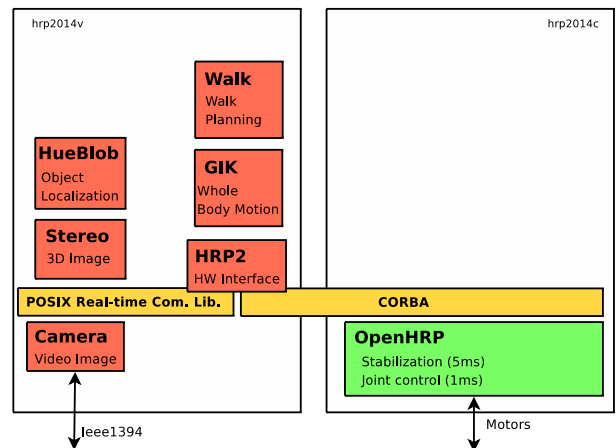 hrp2014v
hrp2014c
Walk
Walk
Planning
HueBlob
Object
Localization
GIK
Whole
Body Motion
Stereo
3D Image
HRP2
HW Interface
POSIX Real-time Com. Lib.
CORBA
Camera
Video Image
OpenHRP
Stabilization (5ms)
Joint control (1ms)
Ieee1394
Motors